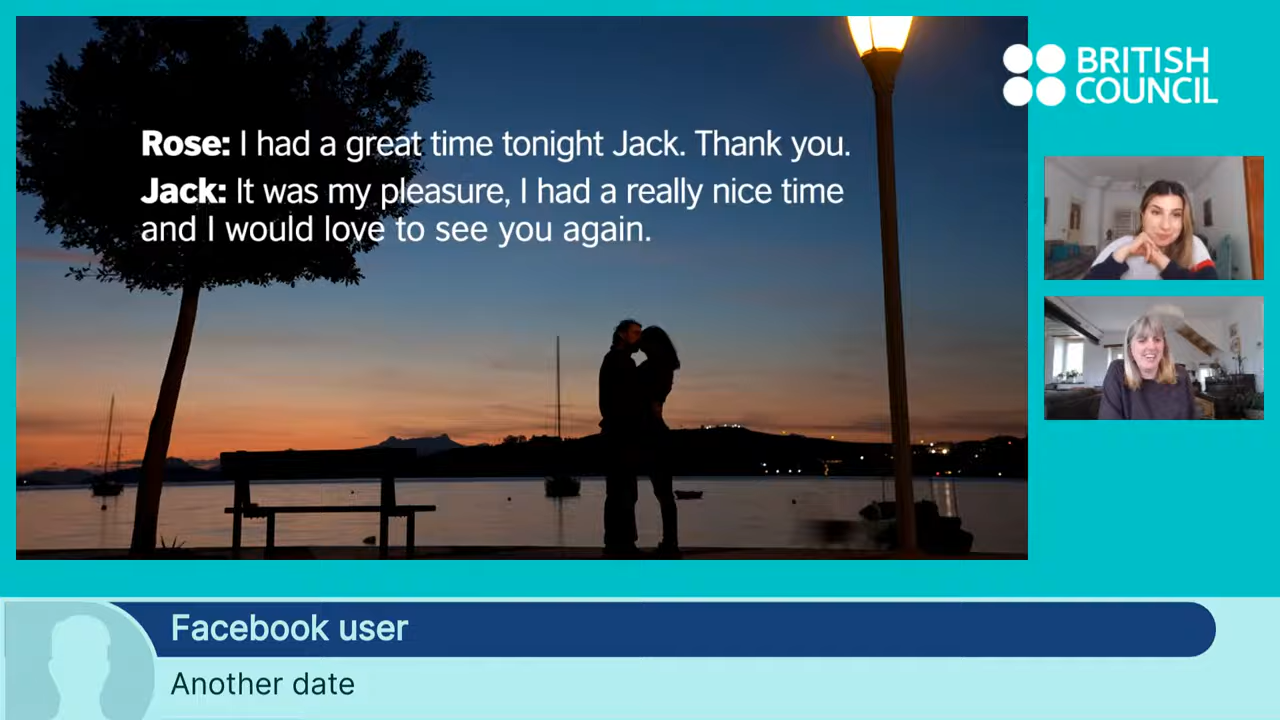 BRITISH
COUNCIL
Rose: I had a great time tonight Jack. Thank you.
Jack: It was my pleasure, I had a really nice time
and I would love to see you again.
Facebook user
Another date